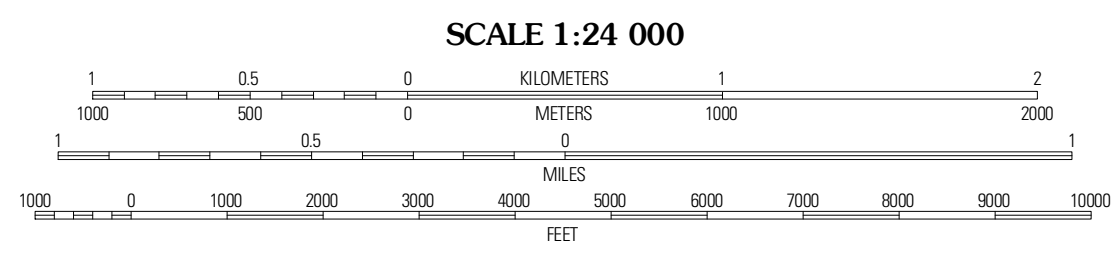 SCALE 1:24 000
1 0.5 0 KILOMETERS 1 2
1000 500 0 METERS 1000 2000
1 0.5 0 1
MILES
1000 0 1000 2000 3000 4000 5000 6000 7000 8000 9000 10000
FEET